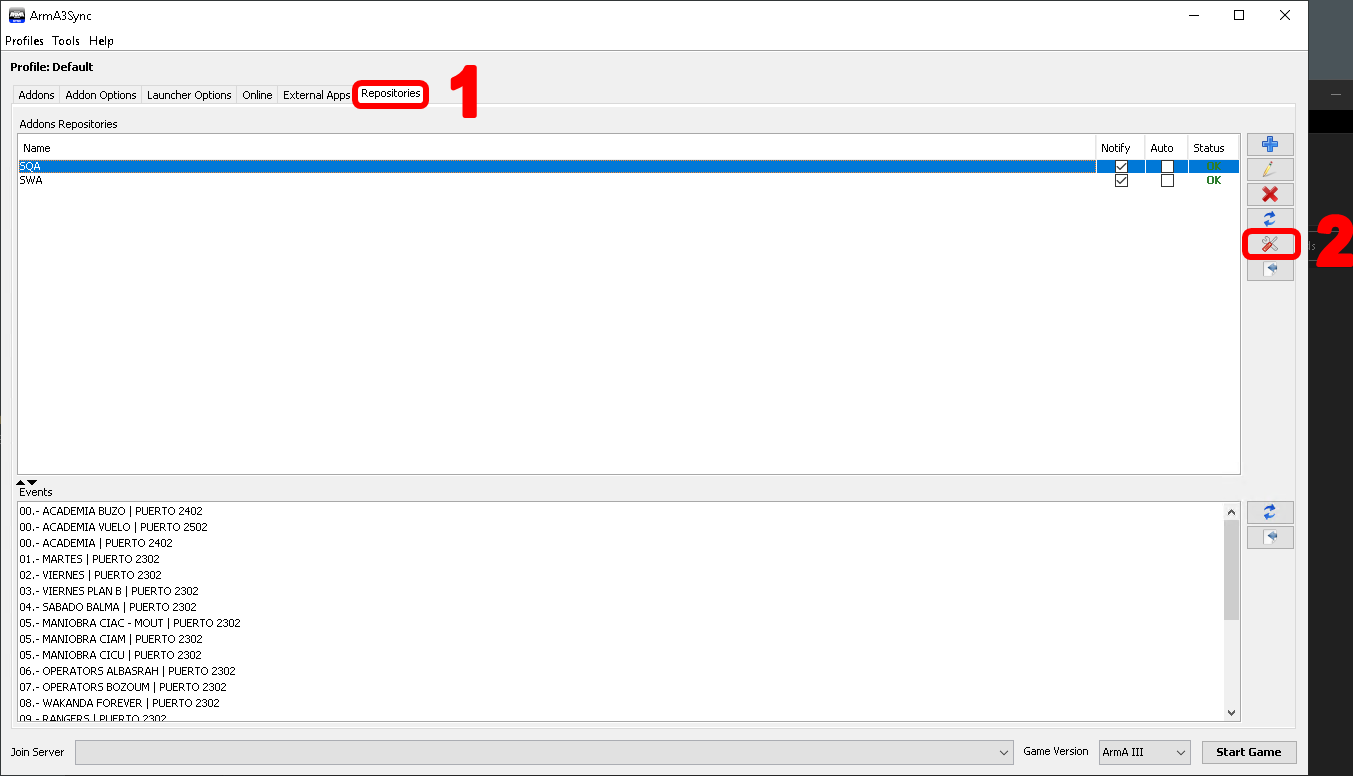 ArmA3Sync
Profiles Tools Help
Profile: Default
Addons Addon Options Launcher Options Online External Apps Repositories
1
Addons Repositories
Name Notify Auto Status
SQA OK
SWA OK
2
Events
00.- ACADEMIA BUZO | PUERTO 2402
00.- ACADEMIA VUELO | PUERTO 2502
00.- ACADEMIA | PUERTO 2402
01.- MARTES | PUERTO 2302
02.- VIERNES | PUERTO 2302
03.- VIERNES PLAN B | PUERTO 2302
04.- SABADO BALMA | PUERTO 2302
05.- MANIOBRA CIAC - MOUT | PUERTO 2302
05.- MANIOBRA CIAM | PUERTO 2302
05.- MANIOBRA CICU | PUERTO 2302
06.- OPERATORS ALBASRAH | PUERTO 2302
07.- OPERATORS BOZOUM | PUERTO 2302
08.- WAKANDA FOREVER | PUERTO 2302
09.- RANGERS | PUERTO 2302
Join Server Game Version ArmA III Start Game